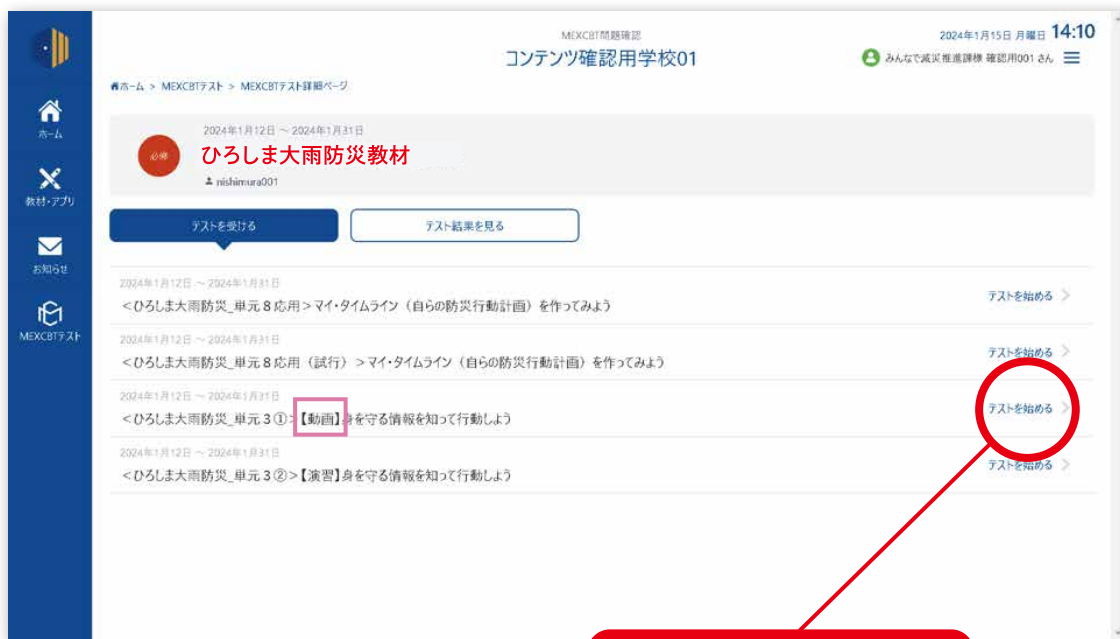 MEXCBT問題確認
コンテンツ確認用学校01
2024年1月15日 月曜日 14:10
みんなで減災推進課様 確認用001 さん
ホーム > MEXCBTテスト > MEXCBTテスト詳細ページ
ホーム
教材・アプリ
お知らせ
MEXCBTテスト
必修
2024年1月12日 ～ 2024年1月31日
ひろしま大雨防災教材
nishimura001
テストを受ける
テスト結果を見る
2024年1月12日 ～ 2024年1月31日
<ひろしま大雨防災_単元８応用>マイ・タイムライン（自らの防災行動計画）を作ってみよう
テストを始める >
2024年1月12日 ～ 2024年1月31日
<ひろしま大雨防災_単元８応用（試行）>マイ・タイムライン（自らの防災行動計画）を作ってみよう
テストを始める >
2024年1月12日 ～ 2024年1月31日
<ひろしま大雨防災_単元３①>【動画】身を守る情報を知って行動しよう
テストを始める >
2024年1月12日 ～ 2024年1月31日
<ひろしま大雨防災_単元３②>【演習】身を守る情報を知って行動しよう
テストを始める >